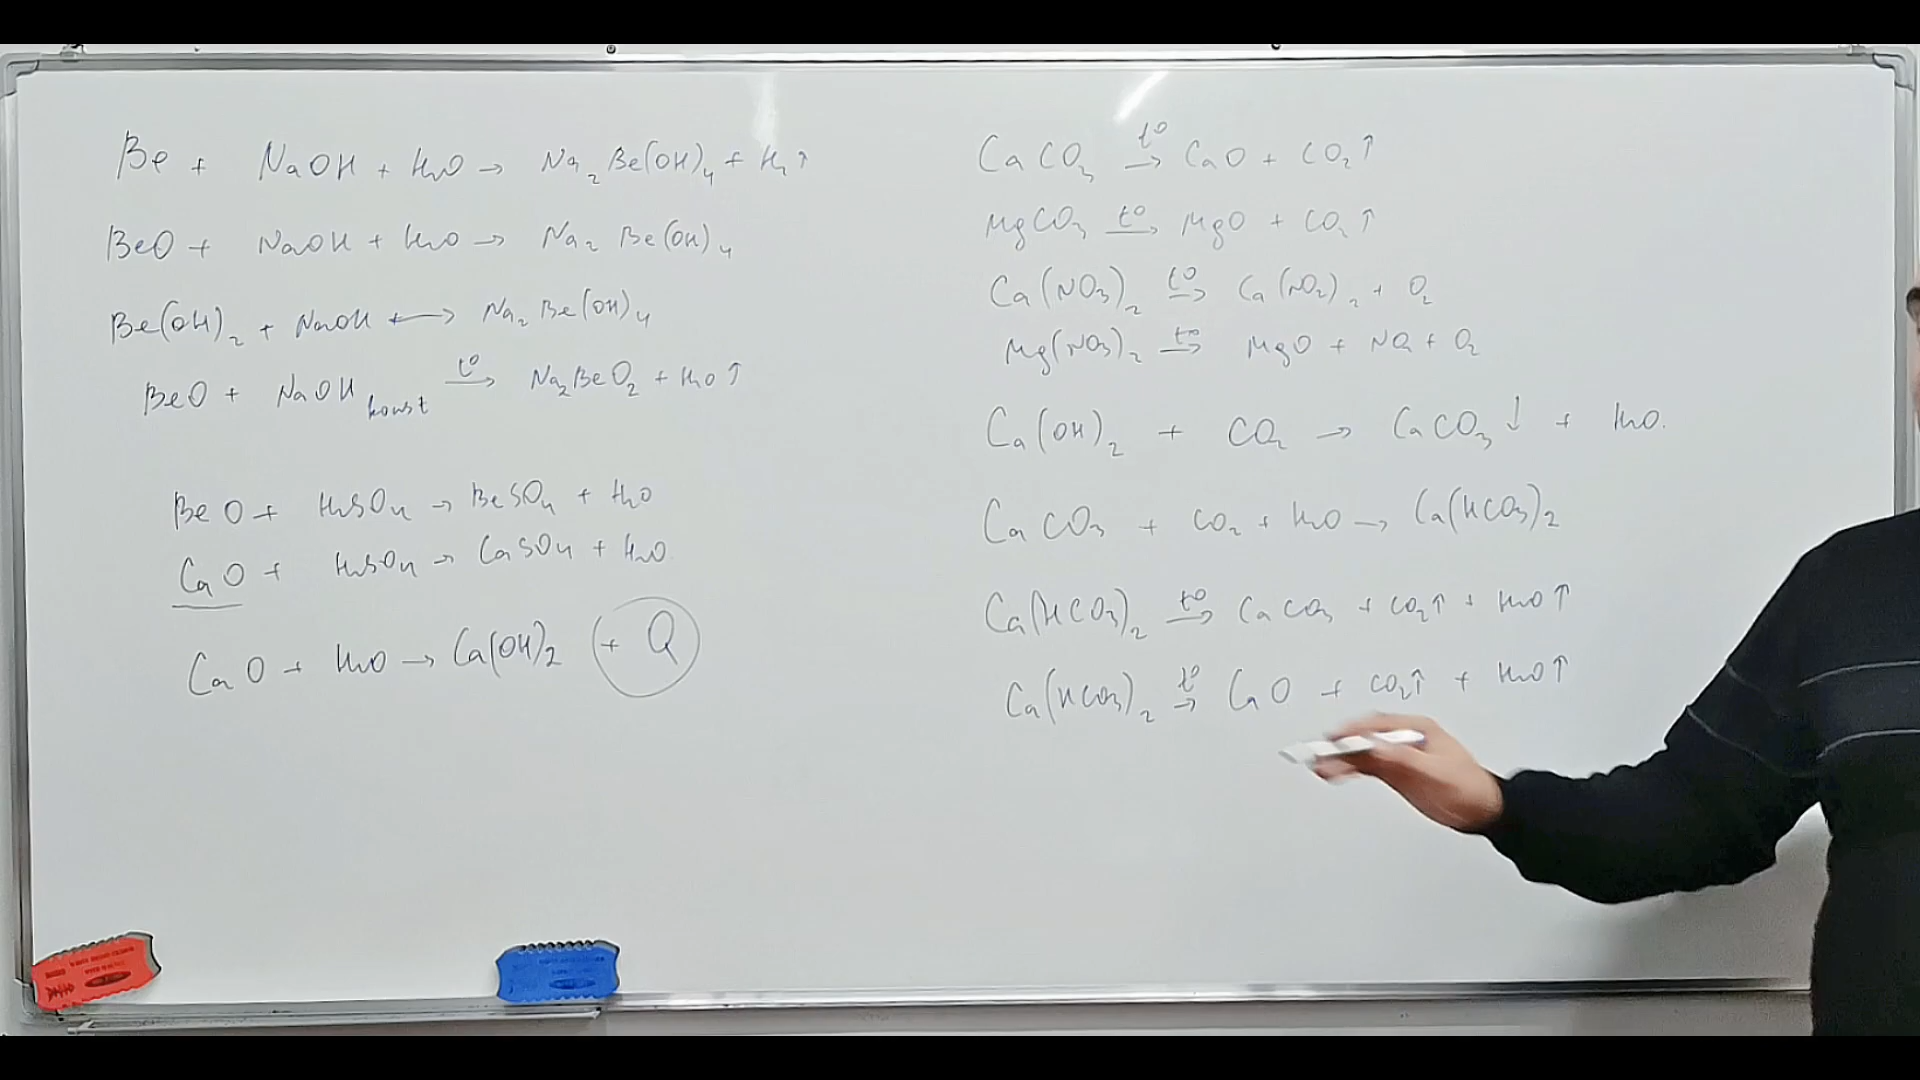 Be + NaOH + H₂O → Na₂Be(OH)₄ + H₂↑
BeO + NaOH + H₂O → Na₂Be(OH)₄
Be(OH)₂ + NaOH ⟷ Na₂Be(OH)₄
BeO + NaOH konst t° → Na₂BeO₂ + H₂O↑
BeO + H₂SO₄ → BeSO₄ + H₂O
CaO + H₂SO₄ → CaSO₄ + H₂O
CaO + H₂O → Ca(OH)₂ + Q
CaCO₃ t° → CaO + CO₂↑
MgCO₃ t° → MgO + CO₂↑
Ca(NO₃)₂ t° → Ca(NO₂)₂ + O₂
Mg(NO₃)₂ t° → MgO + NO₂ + O₂
Ca(OH)₂ + CO₂ → CaCO₃↓ + H₂O.
CaCO₃ + CO₂ + H₂O → Ca(HCO₃)₂
Ca(HCO₃)₂ t° → CaCO₃ + CO₂↑ + H₂O↑
Ca(HCO₃)₂ t° → CaO + CO₂↑ + H₂O↑